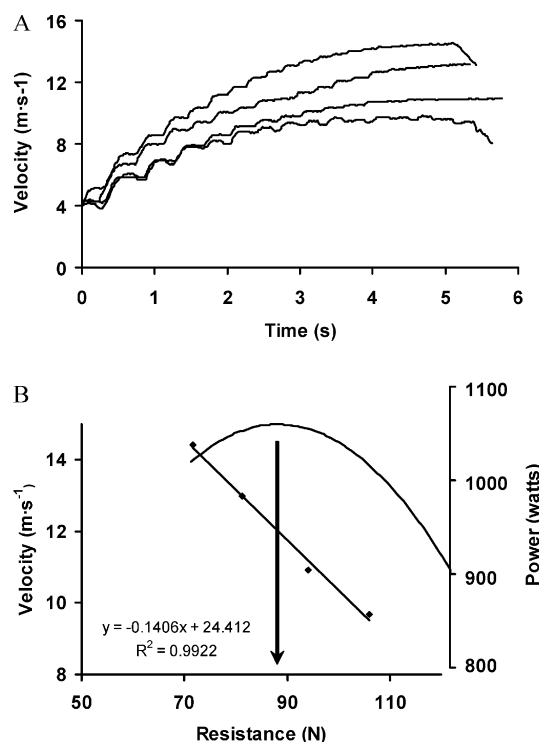 A
16
12
8
4
0
Velocity (m·s-1)
0 1 2 3 4 5 6
Time (s)
B
14
12
10
8
Velocity (m·s⁻¹)
1100
1000
900
800
Power (watts)
y = -0.1406x + 24.412
R² = 0.9922
50 70 90 110
Resistance (N)